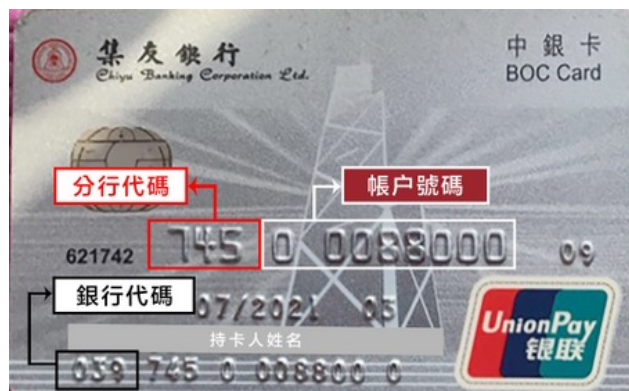 集友銀行
Chiyu Banking Corporation Ltd.
中銀卡
BOC Card
分行代碼
帳户號碼
621742 745 0 0088000 09
銀行代碼
07/2021
持卡人姓名
039 745 0 008800 0
UnionPay
银联